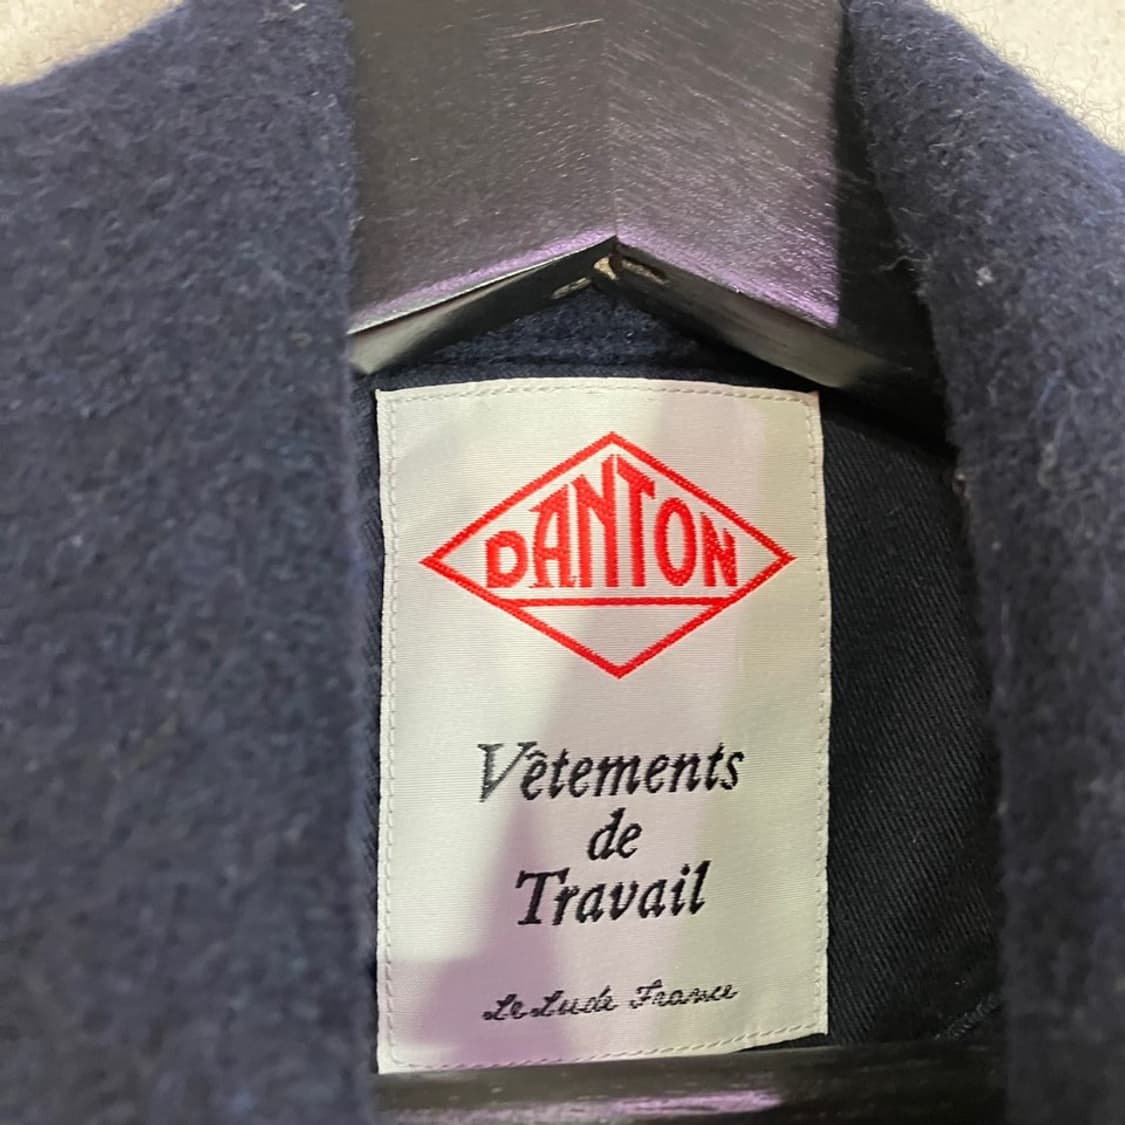 DANTON
Vêtements
de
Travail
Le Lude France